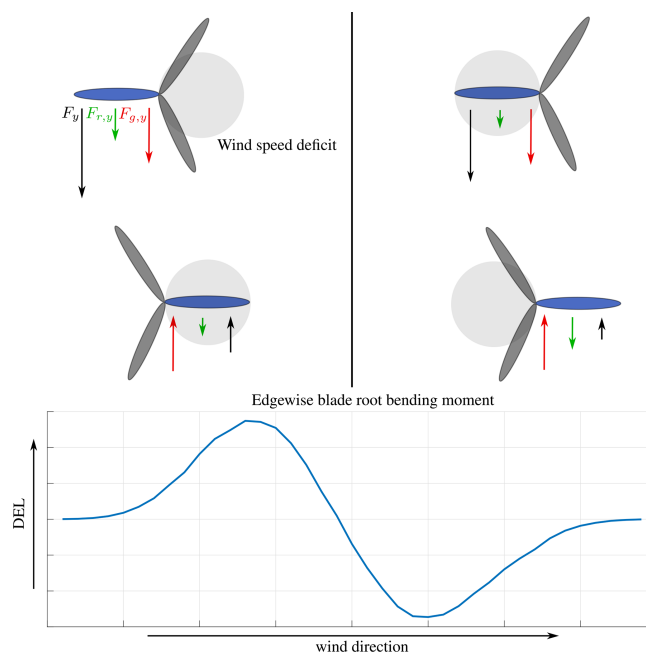 F_y F_{r,y} F_{g,y}
Wind speed deficit
Edgewise blade root bending moment
DEL
wind direction